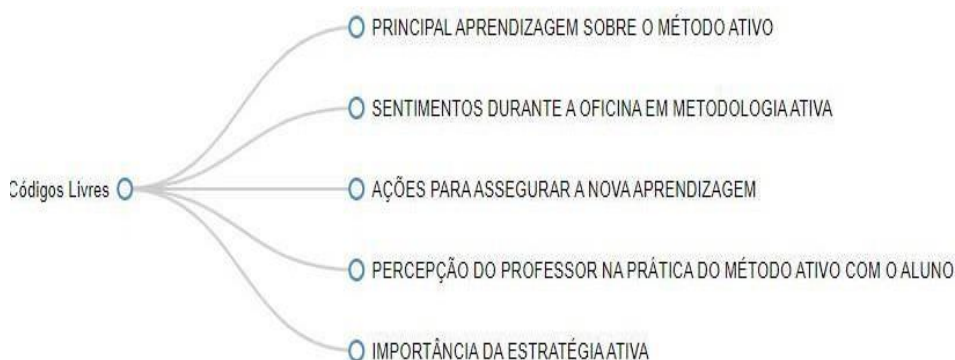 PRINCIPAL APRENDIZAGEM SOBRE O MÉTODO ATIVO
SENTIMENTOS DURANTE A OFICINA EM METODOLOGIA ATIVA
Códigos Livres
AÇÕES PARA ASSEGURAR A NOVA APRENDIZAGEM
PERCEPÇÃO DO PROFESSOR NA PRÁTICA DO MÉTODO ATIVO COM O ALUNO
IMPORTÂNCIA DA ESTRATÉGIA ATIVA